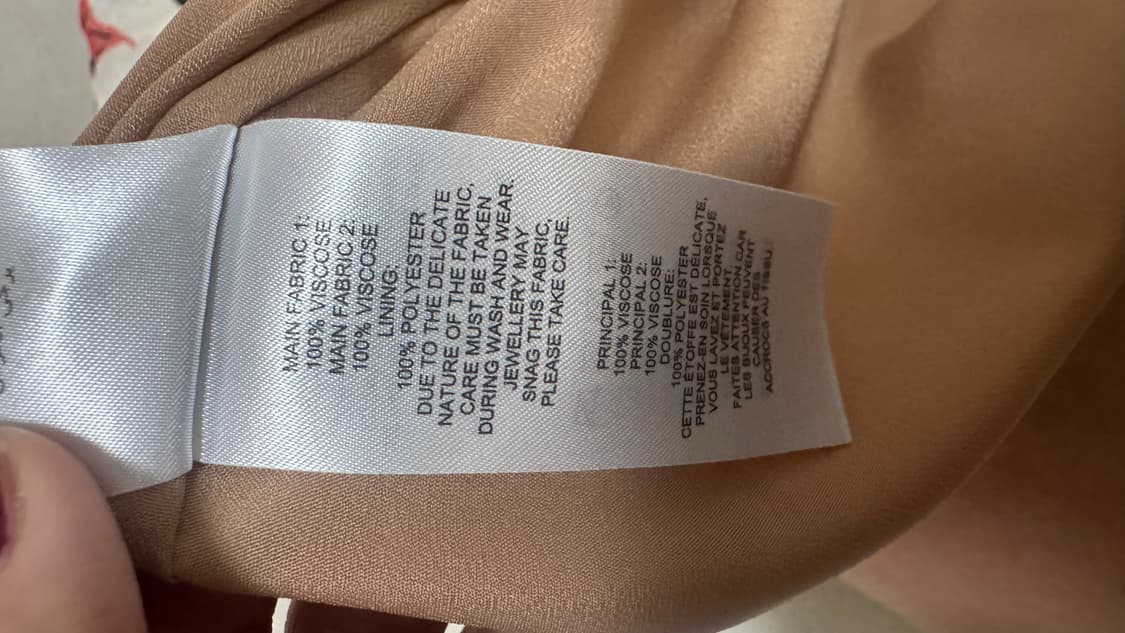 MAIN FABRIC 1:
100% VISCOSE
MAIN FABRIC 2:
100% VISCOSE
LINING:
100% POLYESTER
DUE TO THE DELICATE
NATURE OF THE FABRIC,
CARE MUST BE TAKEN
DURING WASH AND WEAR.
JEWELLERY MAY
SNAG THIS FABRIC,
PLEASE TAKE CARE.
PRINCIPAL 1:
100% VISCOSE
PRINCIPAL 2:
100% VISCOSE
DOUBLURE:
100% POLYESTER
CETTE ÉTOFFE EST DÉLICATE,
PRENEZ-EN SOIN LORSQUE
VOUS LAVEZ ET PORTEZ
LE VÊTEMENT.
FAITES ATTENTION CAR
LES BIJOUX PEUVENT
CAUSER DES
ACCROCS AU TISSU